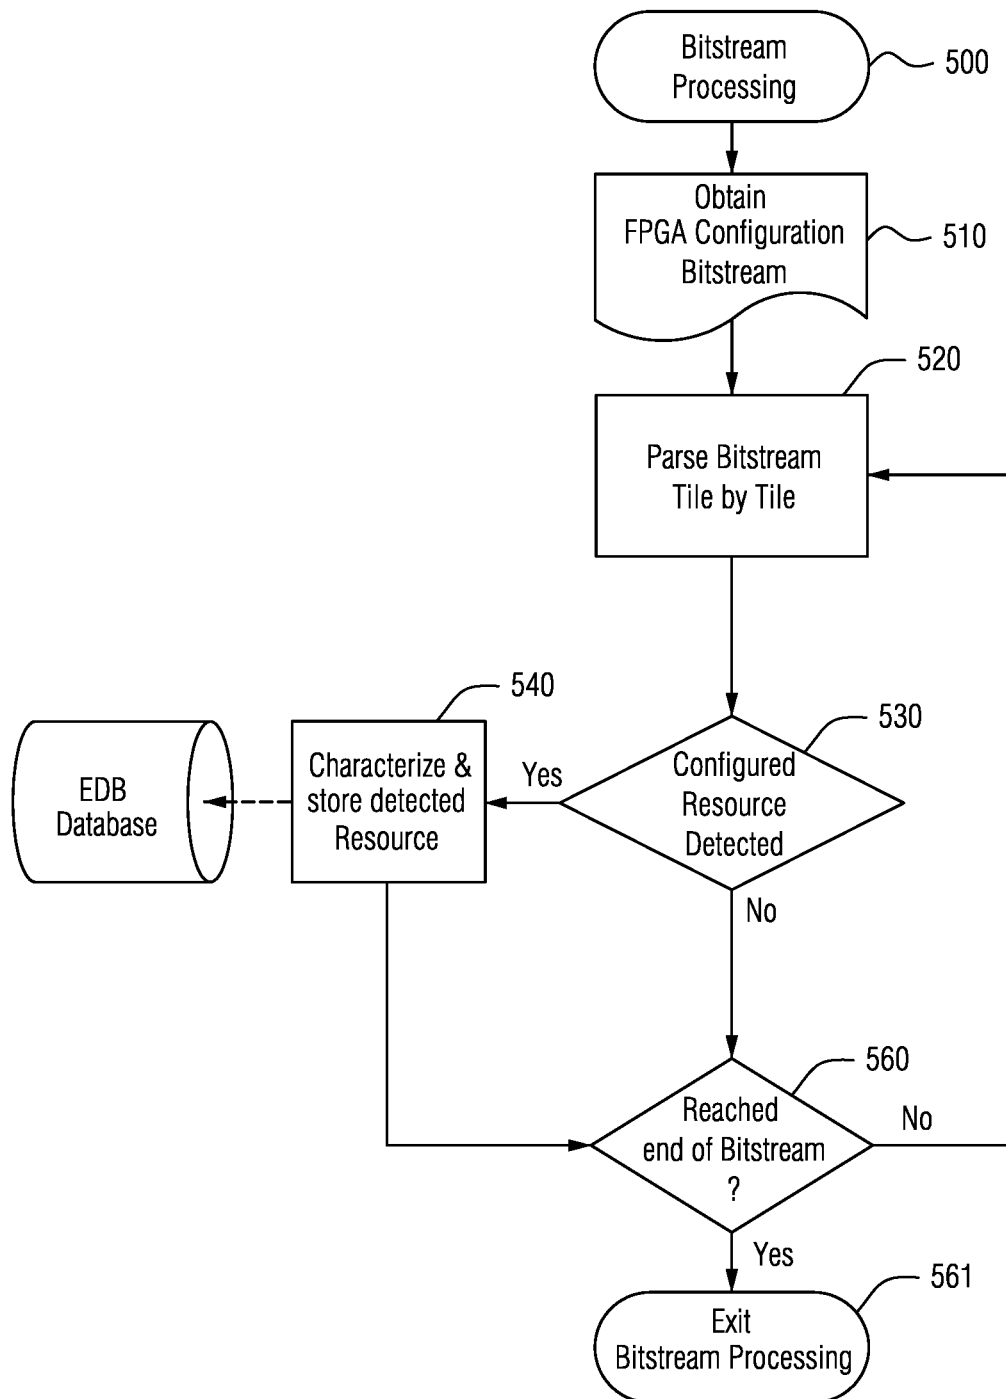 Bitstream
Processing
500
Obtain
FPGA Configuration
Bitstream
510
520
Parse Bitstream
Tile by Tile
540
530
EDB
Database
Characterize &
store detected
Resource
Yes
Configured
Resource
Detected
No
560
Reached
end of Bitstream
?
No
Yes
561
Exit
Bitstream Processing